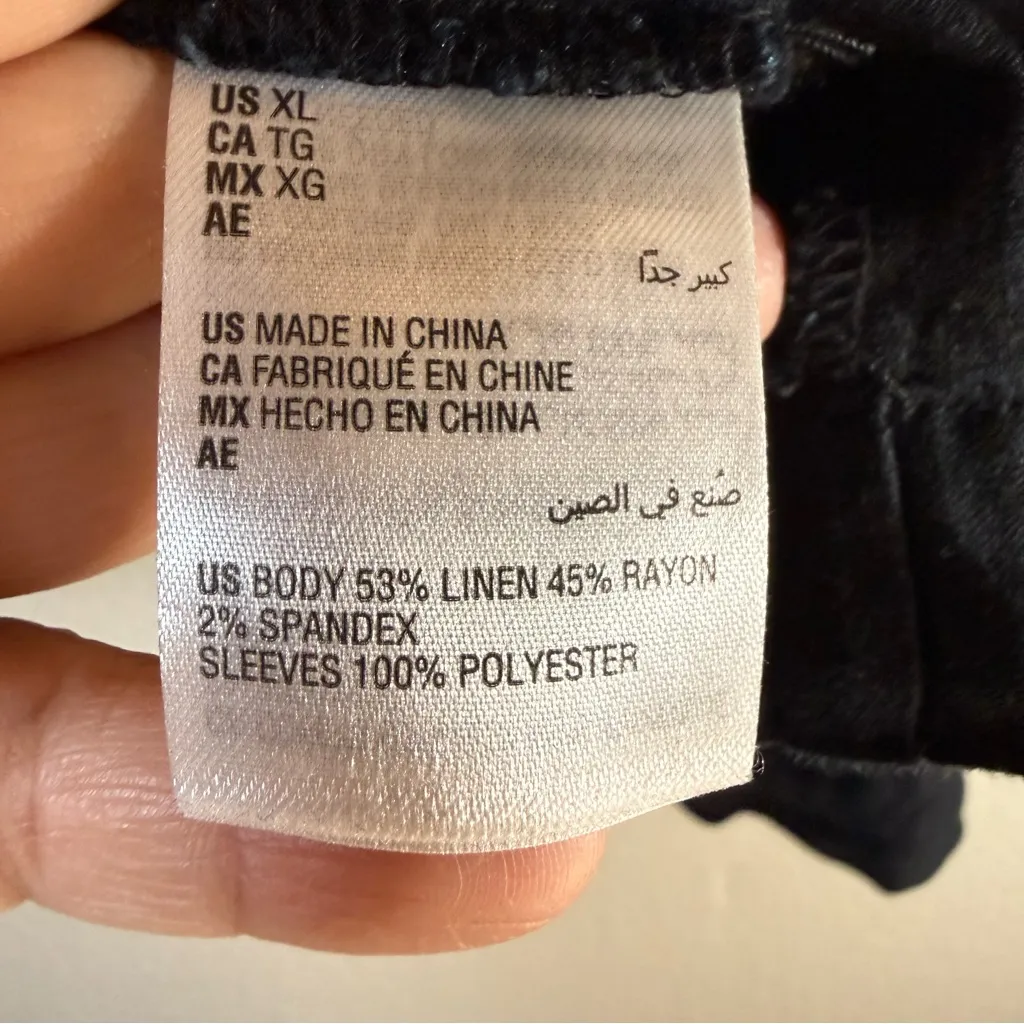 US XL
CA TG
MX XG
AE
كبير جدًا
US MADE IN CHINA
CA FABRIQUÉ EN CHINE
MX HECHO EN CHINA
AE
صُنع في الصين
US BODY 53% LINEN 45% RAYON
2% SPANDEX
SLEEVES 100% POLYESTER